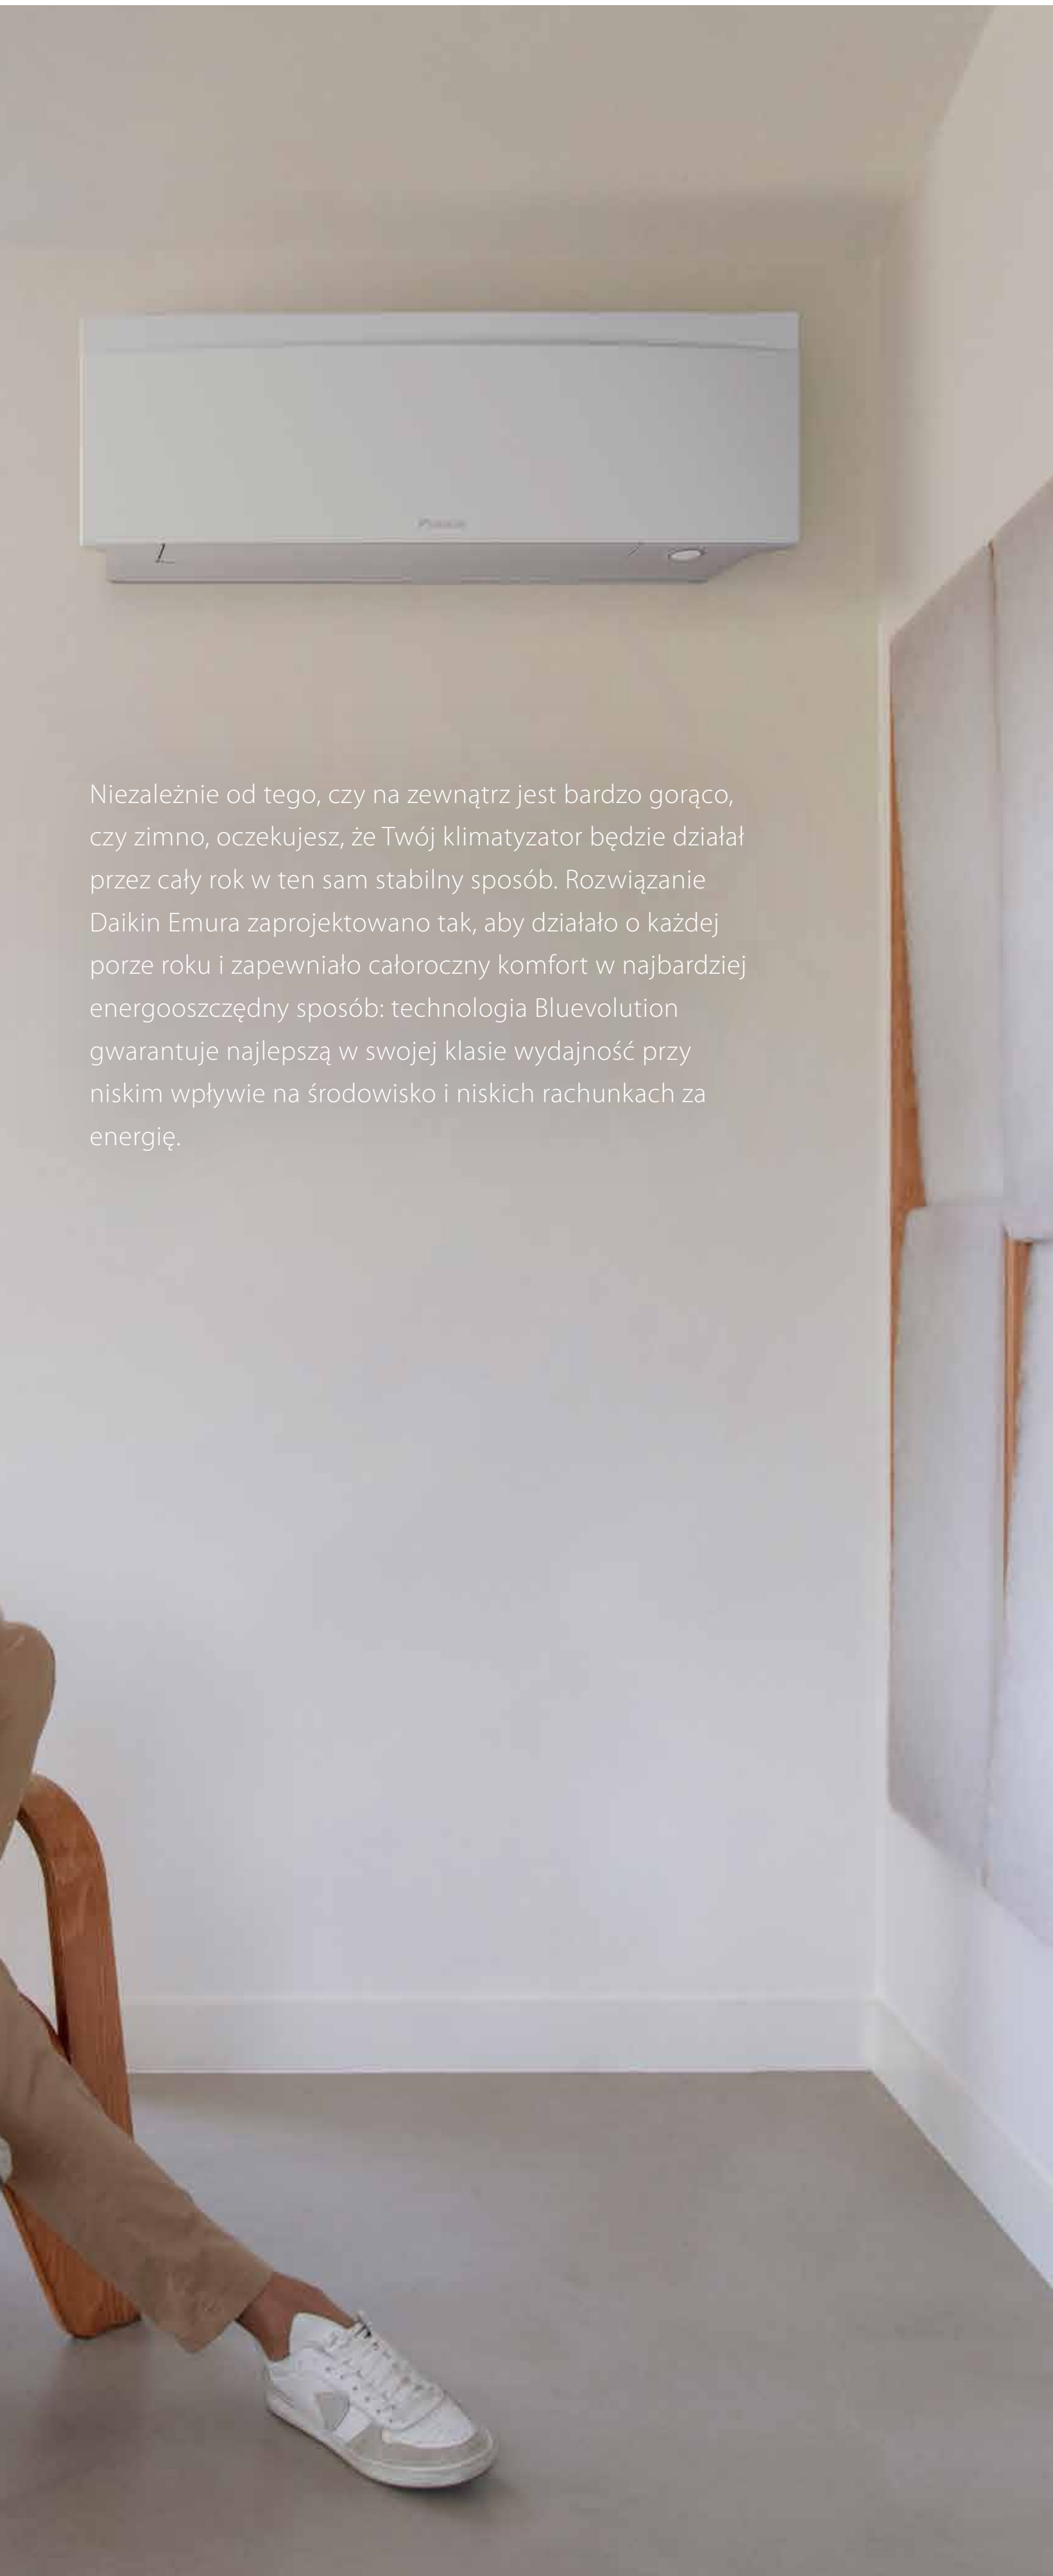 Niezależnie od tego, czy na zewnątrz jest bardzo gorąco,
czy zimno, oczekujesz, że Twój klimatyzator będzie działał
przez cały rok w ten sam stabilny sposób. Rozwiązanie
Daikin Emura zaprojektowano tak, aby działało o każdej
porze roku i zapewniało całoroczny komfort w najbardziej
energooszczędny sposób: technologia Bluevolution
gwarantuje najlepszą w swojej klasie wydajność przy
niskim wpływie na środowisko i niskich rachunkach za
energię.